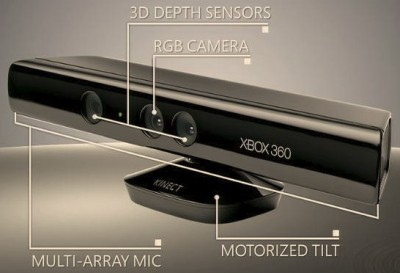 3D DEPTH SENSORS
RGB CAMERA
XBOX 360
KINECT
MULTI-ARRAY MIC
MOTORIZED TILT